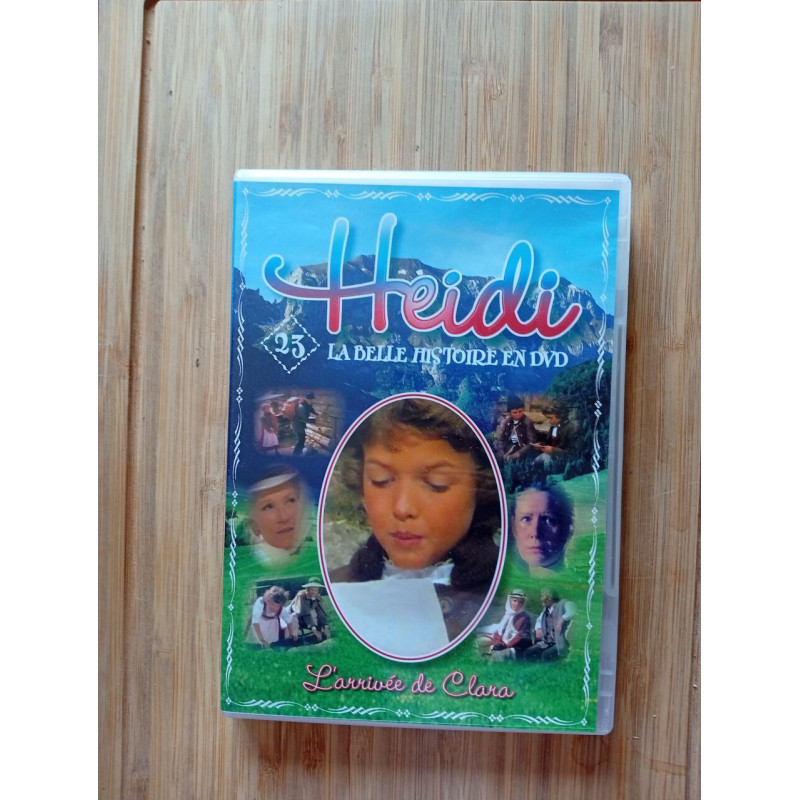 Heidi
23
LA BELLE HISTOIRE EN DVD
L'arrivée de Clara